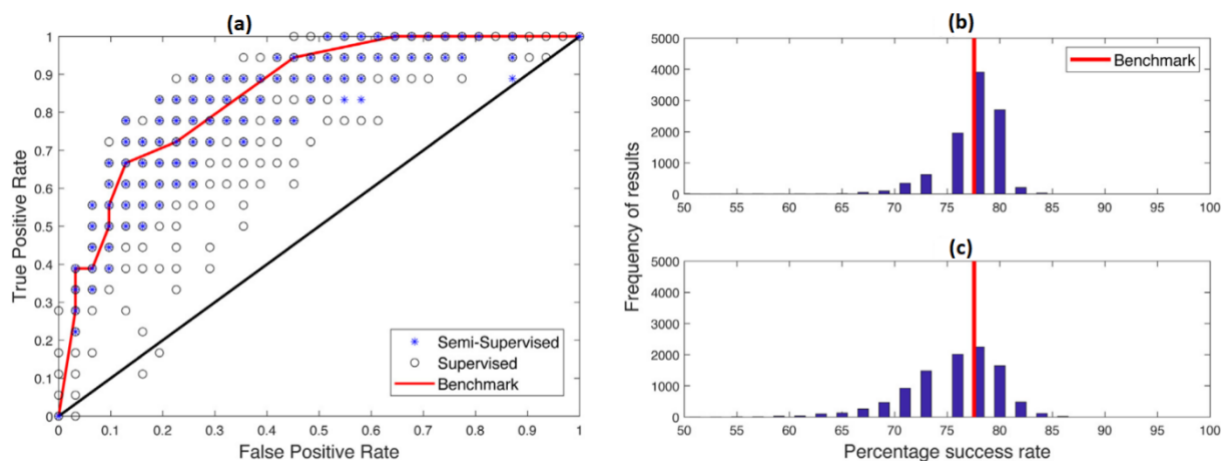 (a)
1
0.9
0.8
0.7
0.6
0.5
0.4
0.3
0.2
0.1
0
True Positive Rate
0 0.1 0.2 0.3 0.4 0.5 0.6 0.7 0.8 0.9 1
False Positive Rate
Semi-Supervised
Supervised
Benchmark
(b)
5000
4000
3000
2000
1000
0
50 55 60 65 70 75 80 85 90 95 100
Benchmark
Frequency of results
(c)
5000
4000
3000
2000
1000
0
50 55 60 65 70 75 80 85 90 95 100
Percentage success rate